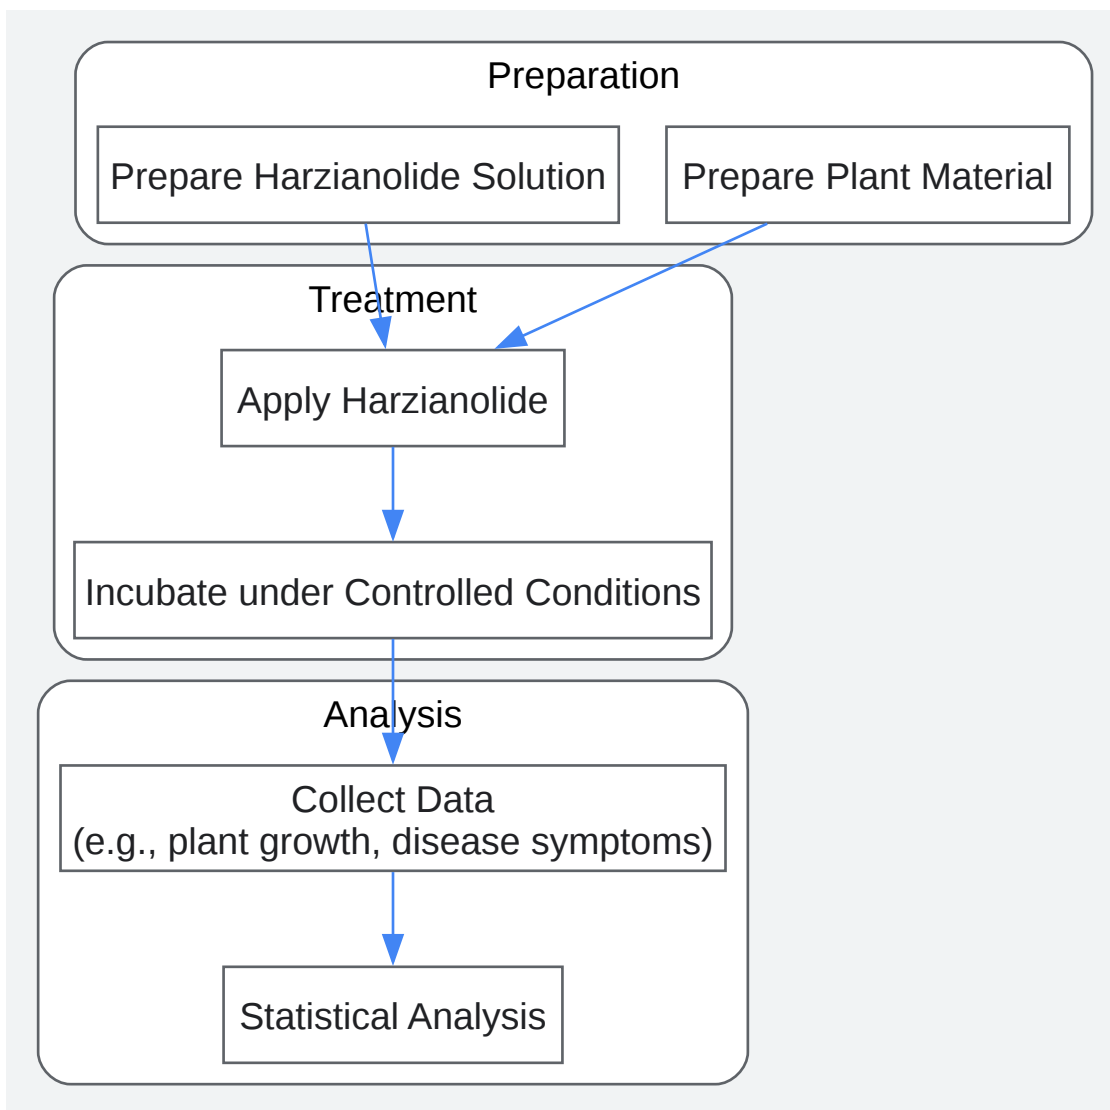 Preparation
Prepare Harzianolide Solution
Prepare Plant Material
Treatment
Apply Harzianolide
Incubate under Controlled Conditions
Analysis
Collect Data
(e.g., plant growth, disease symptoms)
Statistical Analysis